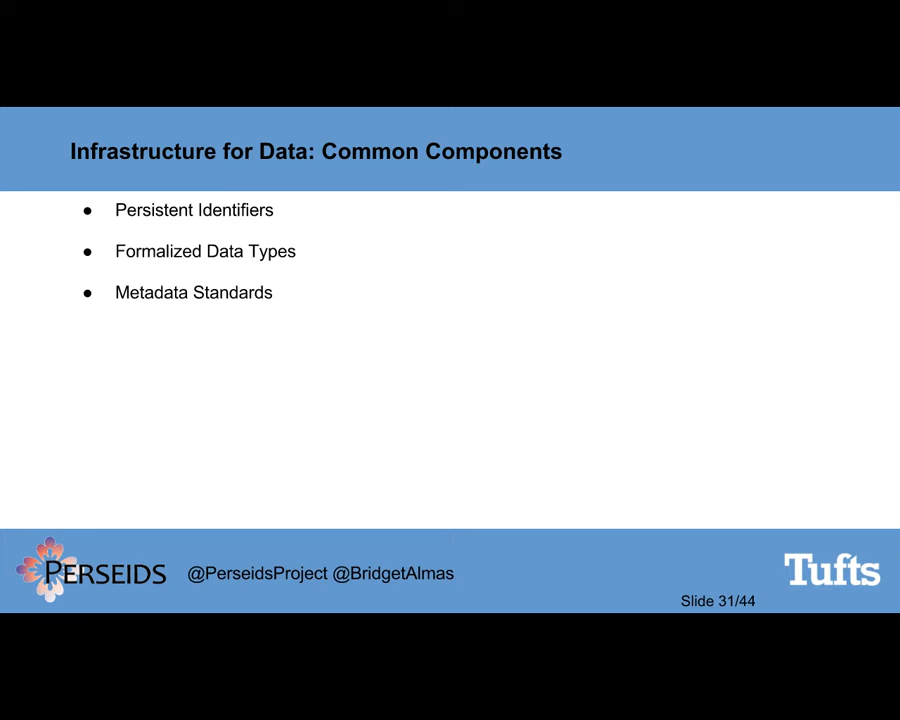 Infrastructure for Data: Common Components
● Persistent Identifiers
● Formalized Data Types
● Metadata Standards
PERSEIDS
@PerseidsProject @BridgetAlmas
Tufts
Slide 31/44